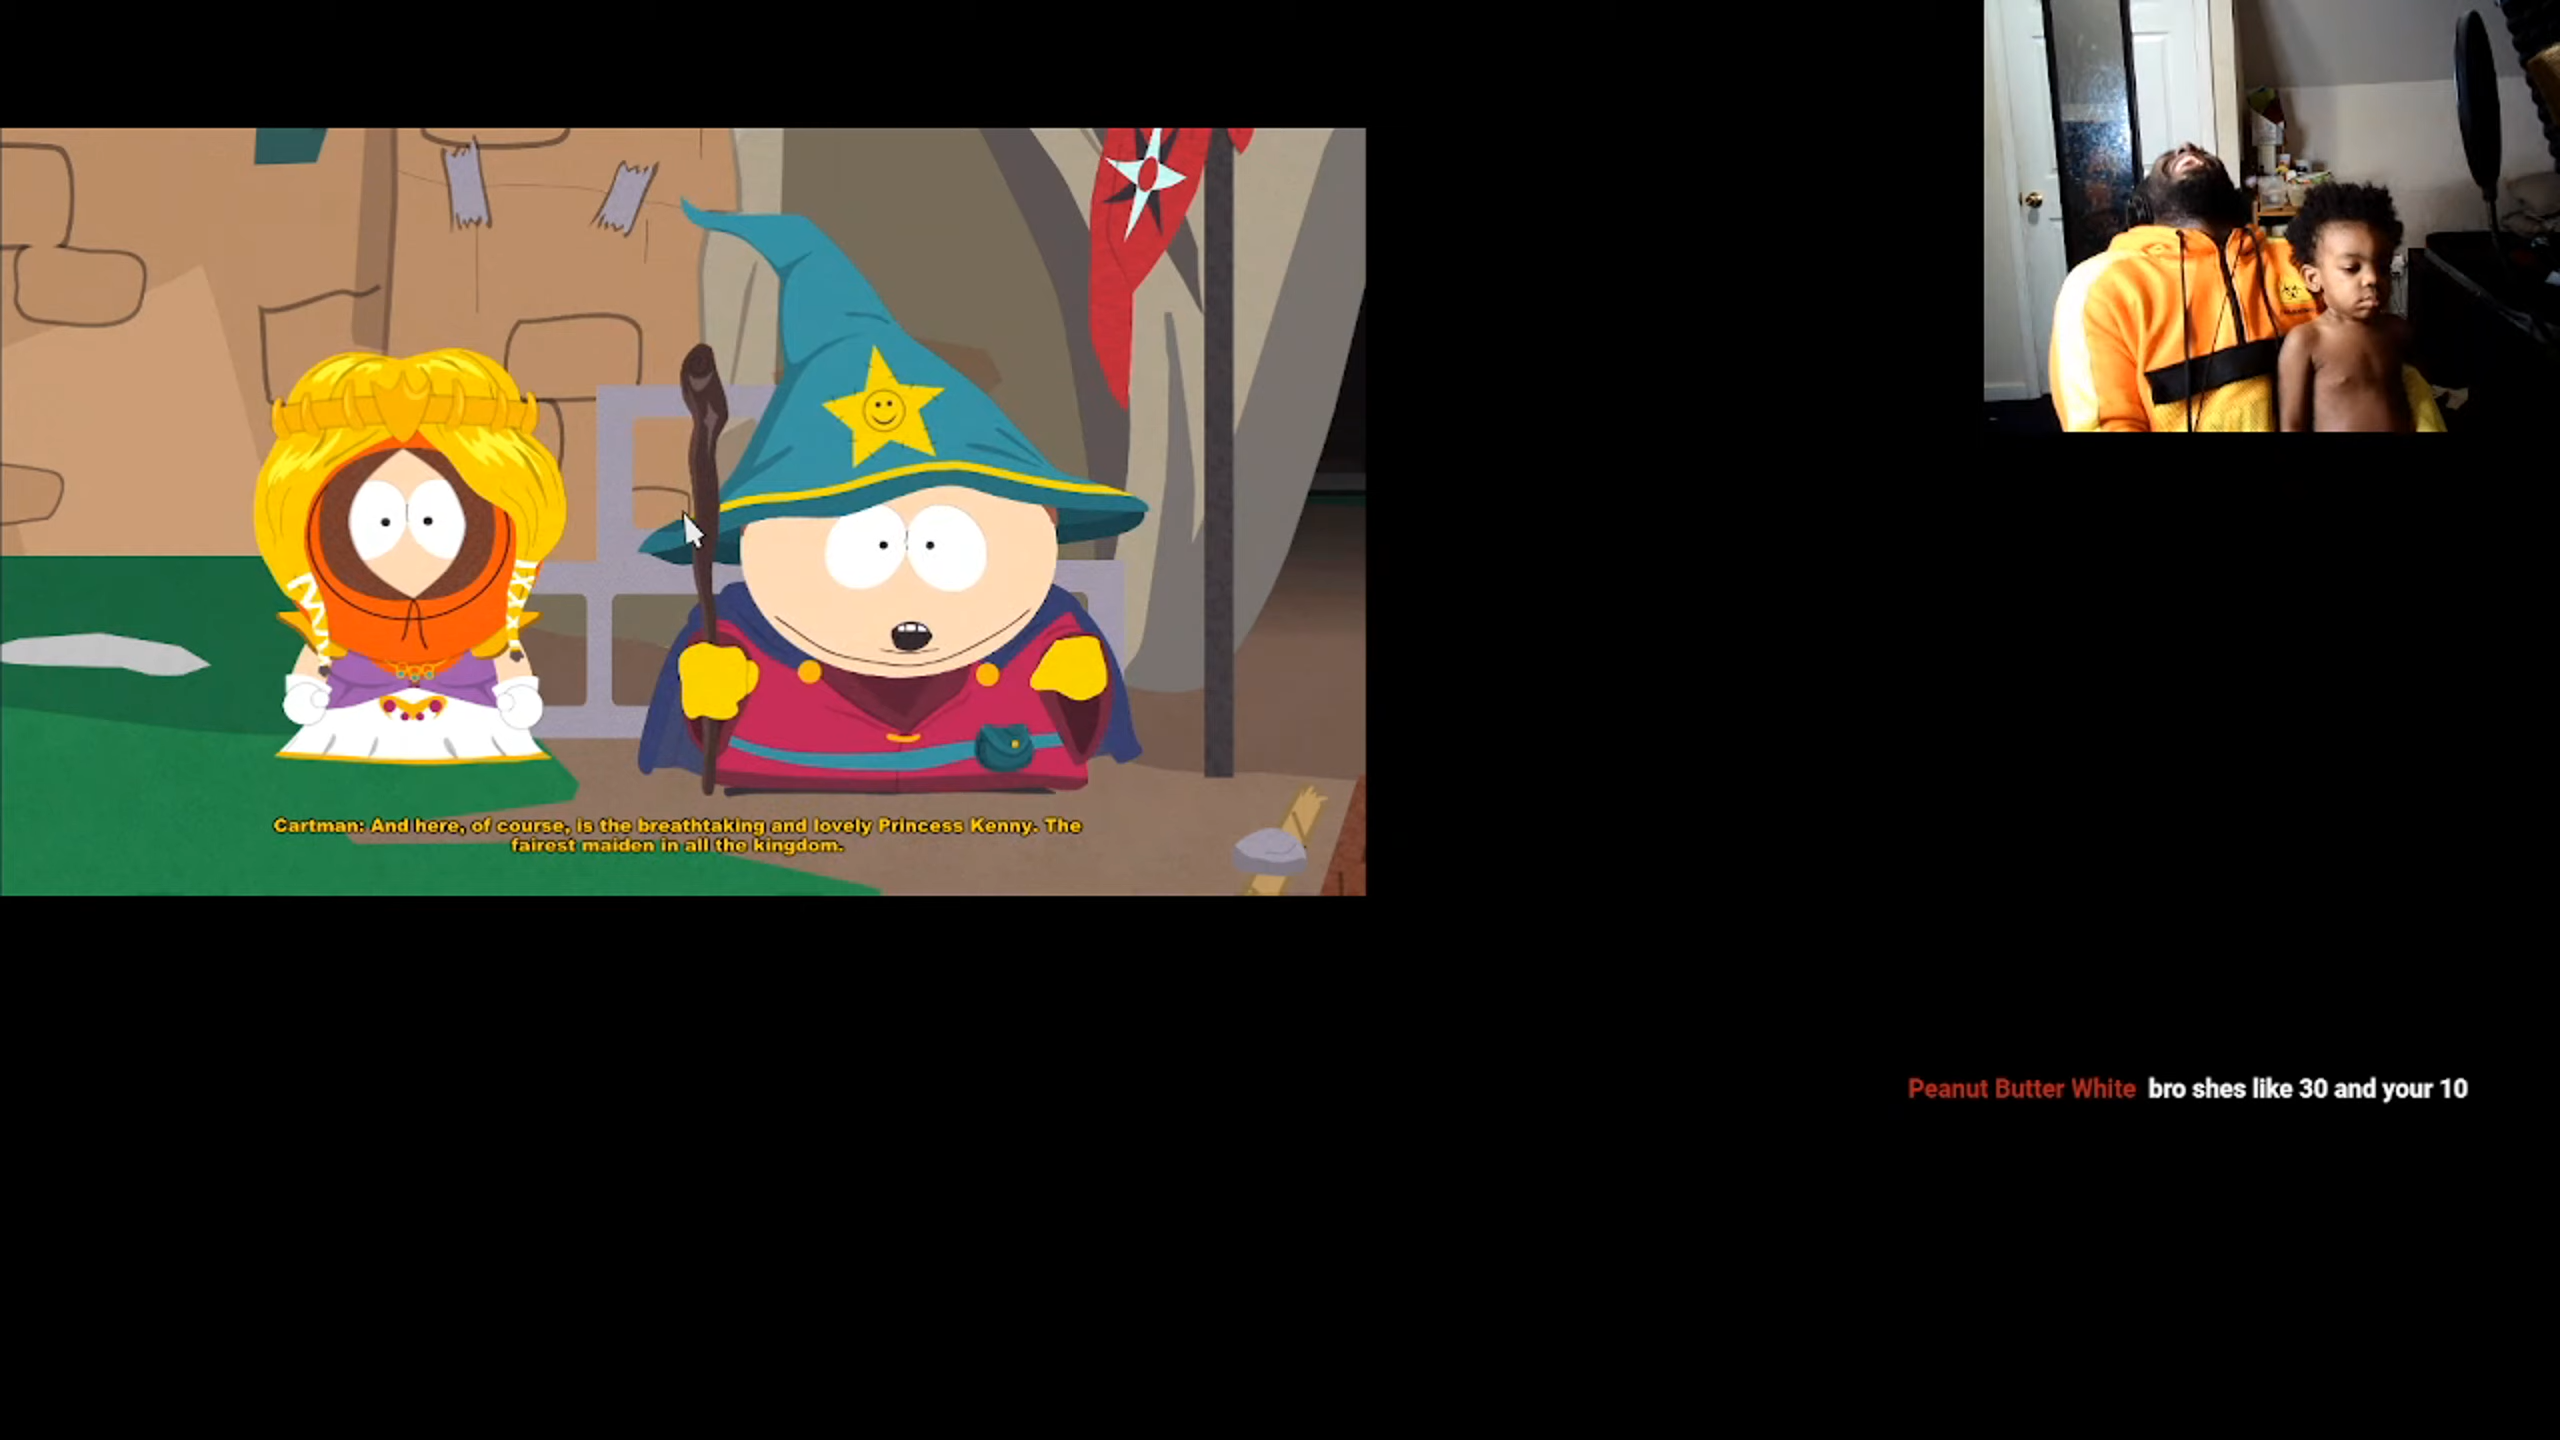 Cartman: And here, of course, is the breathtaking and lovely Princess Kenny. The
fairest maiden in all the kingdom.
Peanut Butter White bro shes like 30 and your 10